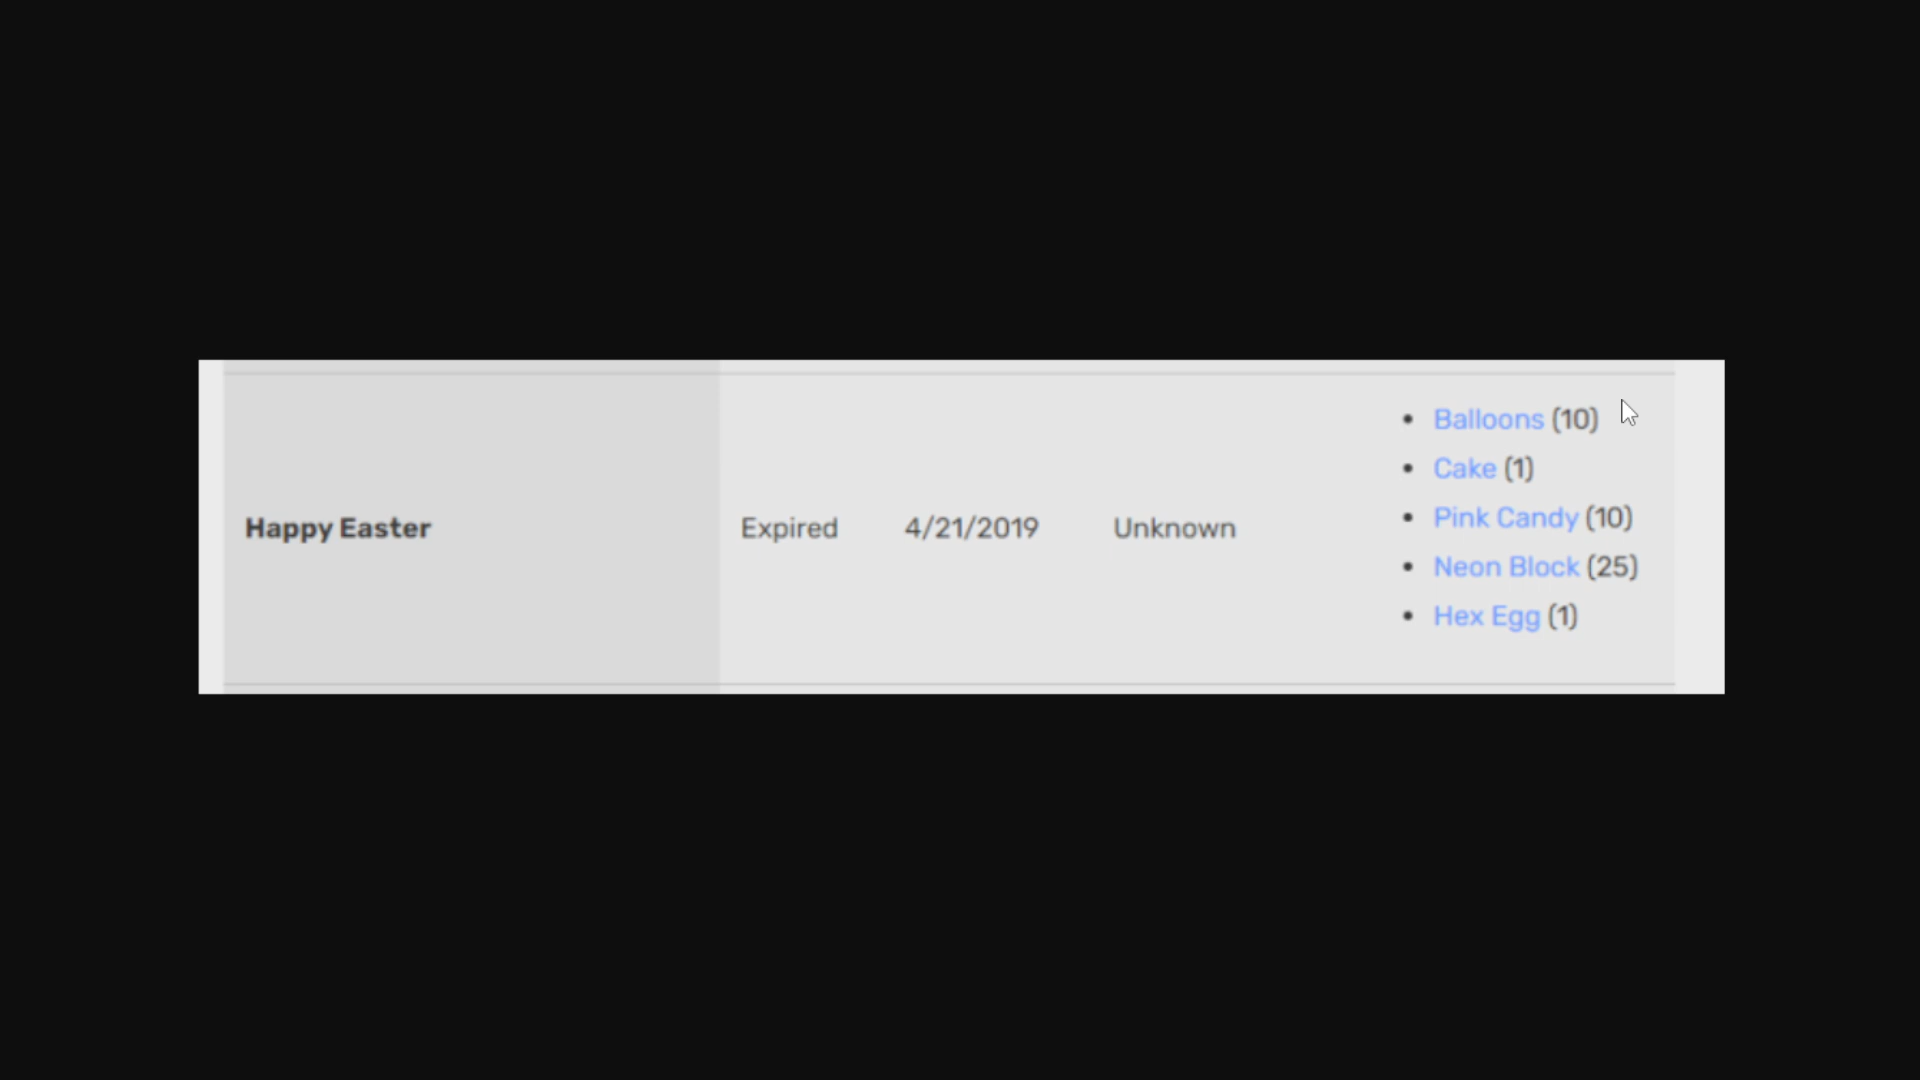 Happy Easter
Expired
4/21/2019
Unknown
• Balloons (10)
• Cake (1)
• Pink Candy (10)
• Neon Block (25)
• Hex Egg (1)